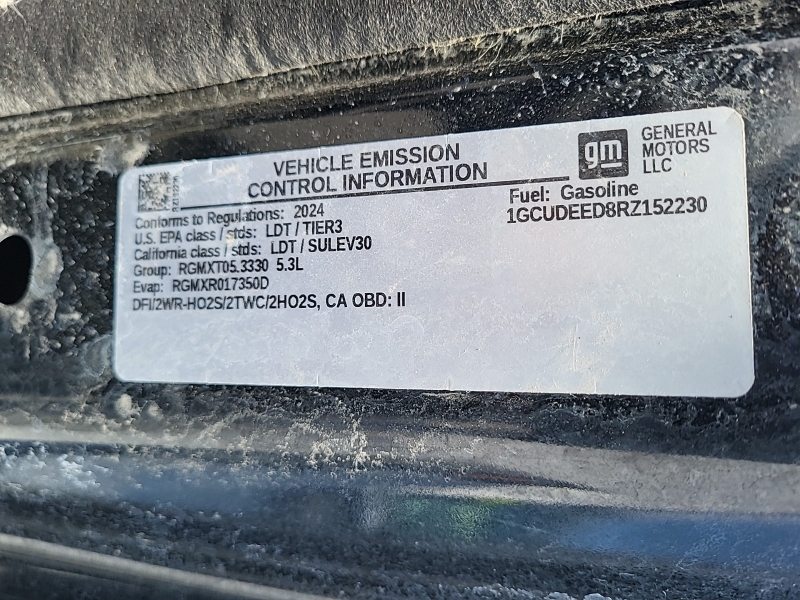 VEHICLE EMISSION
CONTROL INFORMATION
gm
GENERAL
MOTORS
LLC
Conforms to Regulations: 2024
U.S. EPA class / stds: LDT / TIER3
California class / stds: LDT / SULEV30
Group: RGMXT05.3330 5.3L
Evap: RGMXR017350D
DFI/2WR-HO2S/2TWC/2HO2S, CA OBD: II
Fuel: Gasoline
1GCUDEED8RZ152230